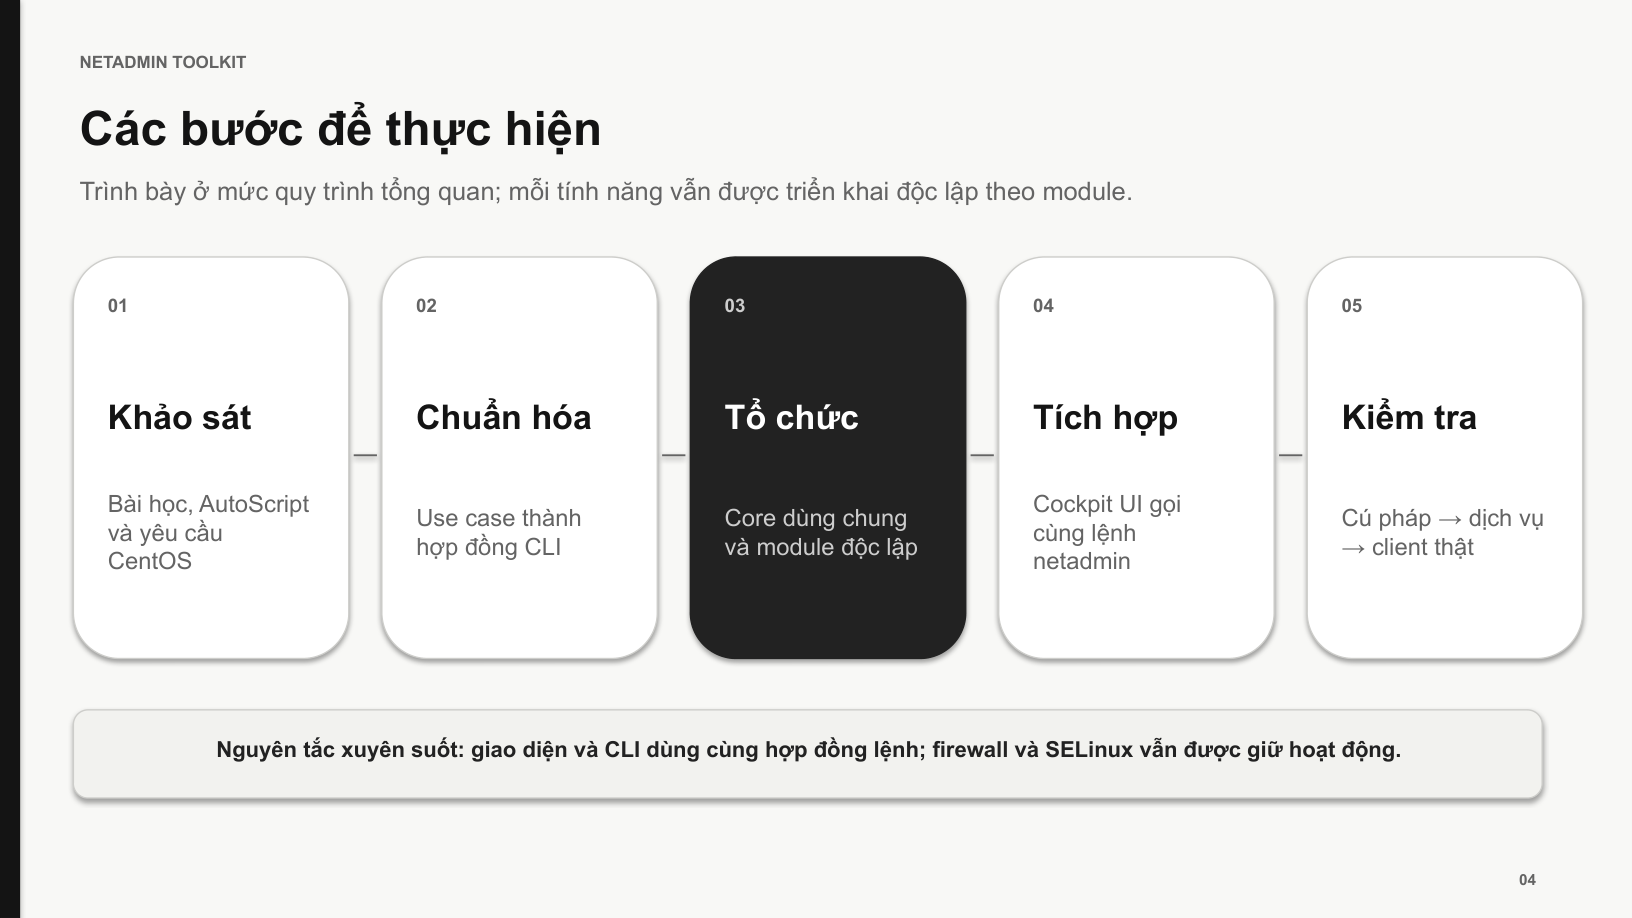 NETADMIN TOOLKIT
Các bước để thực hiện
Trình bày ở mức quy trình tổng quan; mỗi tính năng vẫn được triển khai độc lập theo module.
01
Khảo sát
Bài học, AutoScript
và yêu cầu
CentOS
02
Chuẩn hóa
Use case thành
hợp đồng CLI
03
Tổ chức
Core dùng chung
và module độc lập
04
Tích hợp
Cockpit UI gọi
cùng lệnh
netadmin
05
Kiểm tra
Cú pháp → dịch vụ
→ client thật
Nguyên tắc xuyên suốt: giao diện và CLI dùng cùng hợp đồng lệnh; firewall và SELinux vẫn được giữ hoạt động.
04